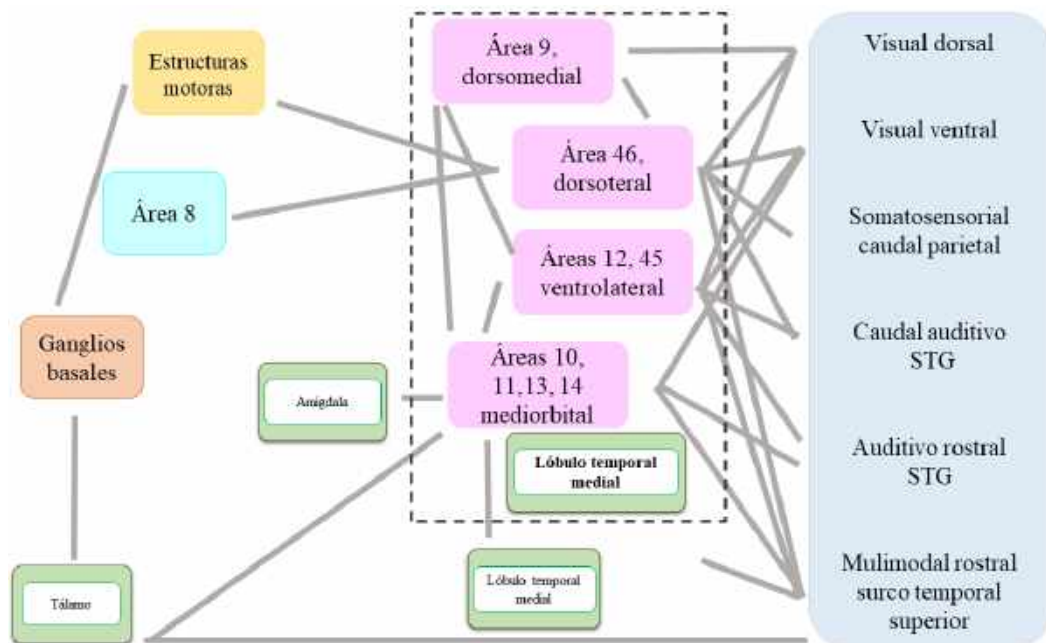 Estructuras
motoras
Área 8
Ganglios
basales
Tálamo
Amígdala
Área 9,
dorsomedial
Área 46,
dorsoteral
Áreas 12, 45
ventrolateral
Áreas 10,
11,13, 14
mediorbital
Lóbulo temporal
medial
Lóbulo temporal
medial
Visual dorsal
Visual ventral
Somatosensorial
caudal parietal
Caudal auditivo
STG
Auditivo rostral
STG
Mulimodal rostral
surco temporal
superior